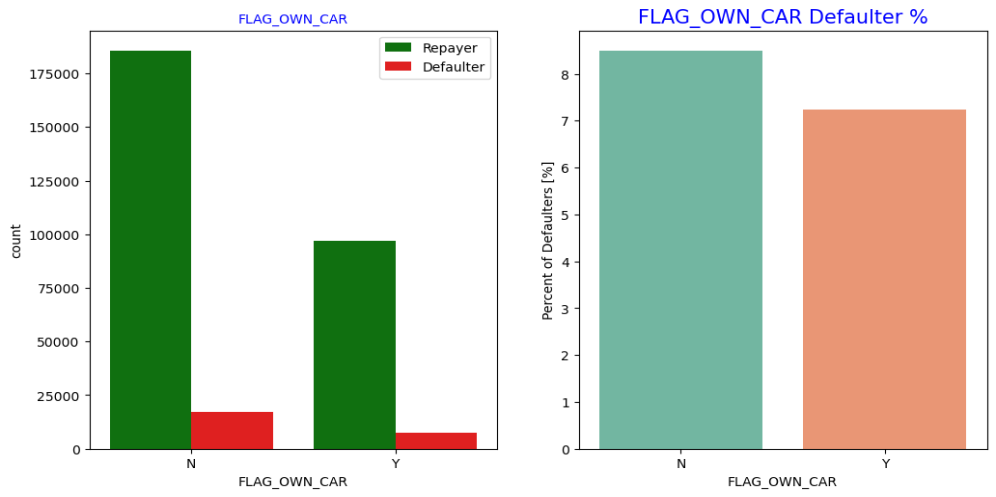 FLAG_OWN_CAR
Repayer
Defaulter
175000
150000
125000
100000
75000
50000
25000
0
count
N
Y
FLAG_OWN_CAR
FLAG_OWN_CAR Defaulter %
8
7
6
5
4
3
2
1
0
Percent of Defaulters [%]
N
Y
FLAG_OWN_CAR